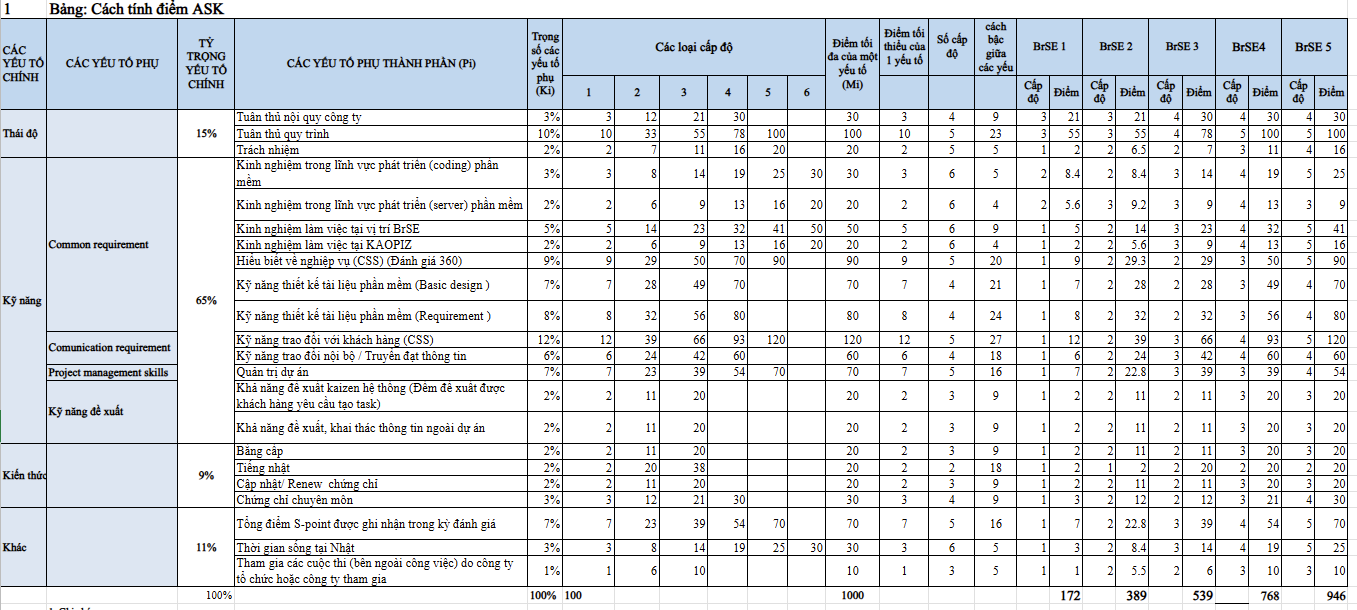 1 Bảng: Cách tính điểm ASK
CÁC YẾU TỐ CHÍNH | CÁC YẾU TỐ PHỤ | TỶ TRỌNG YẾU TỐ CHÍNH | CÁC YẾU TỐ PHỤ THÀNH PHẦN (Pi) | Trọng số các yếu tố phụ (Ki) | Các loại cấp độ | Điểm tối đa của một yếu tố (Mi) | Điểm tối thiểu của 1 yếu tố | Số cấp độ | cách bậc giữa các yếu | BrSE 1 | BrSE 2 | BrSE 3 | BrSE4 | BrSE 5
1 | 2 | 3 | 4 | 5 | 6 | Cấp độ | Điểm | Cấp độ | Điểm | Cấp độ | Điểm | Cấp độ | Điểm | Cấp độ | Điểm
Thái độ | 15%
Tuân thủ nội quy công ty | 3% | 3 | 12 | 21 | 30 | 30 | 3 | 4 | 9 | 3 | 21 | 3 | 21 | 4 | 30 | 4 | 30 | 4 | 30
Tuân thủ quy trình | 10% | 10 | 33 | 55 | 78 | 100 | 100 | 10 | 5 | 23 | 3 | 55 | 3 | 55 | 4 | 78 | 5 | 100 | 5 | 100
Trách nhiệm | 2% | 2 | 7 | 11 | 16 | 20 | 20 | 2 | 5 | 5 | 1 | 2 | 2 | 6.5 | 2 | 7 | 3 | 11 | 4 | 16
Kỹ năng | 65%
Common requirement
Kinh nghiệm trong lĩnh vực phát triển (coding) phần mềm | 3% | 3 | 8 | 14 | 19 | 25 | 30 | 30 | 3 | 6 | 5 | 2 | 8.4 | 2 | 8.4 | 3 | 14 | 4 | 19 | 5 | 25
Kinh nghiệm trong lĩnh vực phát triển (server) phần mềm | 2% | 2 | 6 | 9 | 13 | 16 | 20 | 20 | 2 | 6 | 4 | 2 | 5.6 | 3 | 9.2 | 3 | 9 | 4 | 13 | 3 | 9
Kinh nghiệm làm việc tại vị trí BrSE | 5% | 5 | 14 | 23 | 32 | 41 | 50 | 50 | 5 | 6 | 9 | 1 | 5 | 2 | 14 | 3 | 23 | 4 | 32 | 5 | 41
Kinh nghiệm làm việc tại KAOPIZ | 2% | 2 | 6 | 9 | 13 | 16 | 20 | 20 | 2 | 6 | 4 | 1 | 2 | 2 | 5.6 | 3 | 9 | 4 | 13 | 5 | 16
Hiểu biết về nghiệp vụ (CSS) (Đánh giá 360) | 9% | 9 | 29 | 50 | 70 | 90 | 90 | 9 | 5 | 20 | 1 | 9 | 2 | 29.3 | 2 | 29 | 3 | 50 | 5 | 90
Kỹ năng thiết kế tài liệu phần mềm (Basic design ) | 7% | 7 | 28 | 49 | 70 | 70 | 7 | 4 | 21 | 1 | 7 | 2 | 28 | 2 | 28 | 3 | 49 | 4 | 70
Kỹ năng thiết kế tài liệu phần mềm (Requirement ) | 8% | 8 | 32 | 56 | 80 | 80 | 8 | 4 | 24 | 1 | 8 | 2 | 32 | 2 | 32 | 3 | 56 | 4 | 80
Comunication requirement
Kỹ năng trao đổi với khách hàng (CSS) | 12% | 12 | 39 | 66 | 93 | 120 | 120 | 12 | 5 | 27 | 1 | 12 | 2 | 39 | 3 | 66 | 4 | 93 | 5 | 120
Kỹ năng trao đổi nội bộ / Truyền đạt thông tin | 6% | 6 | 24 | 42 | 60 | 60 | 6 | 4 | 18 | 1 | 6 | 2 | 24 | 3 | 42 | 4 | 60 | 4 | 60
Project management skills | Quản trị dự án | 7% | 7 | 23 | 39 | 54 | 70 | 70 | 7 | 5 | 16 | 1 | 7 | 2 | 22.8 | 3 | 39 | 3 | 39 | 4 | 54
Kỹ năng đề xuất
Khả năng đề xuất kaizen hệ thống (Đếm đề xuất được khách hàng yêu cầu tạo task) | 2% | 2 | 11 | 20 | 20 | 2 | 3 | 9 | 1 | 2 | 2 | 11 | 2 | 11 | 3 | 20 | 3 | 20
Khả năng đề xuất, khai thác thông tin ngoài dự án | 2% | 2 | 11 | 20 | 20 | 2 | 3 | 9 | 1 | 2 | 2 | 11 | 2 | 11 | 3 | 20 | 3 | 20
Kiến thức | 9%
Bằng cấp | 2% | 2 | 11 | 20 | 20 | 2 | 3 | 9 | 1 | 2 | 2 | 11 | 2 | 11 | 3 | 20 | 3 | 20
Tiếng nhật | 2% | 2 | 20 | 38 | 20 | 2 | 2 | 18 | 1 | 2 | 1 | 2 | 2 | 20 | 2 | 20 | 2 | 20
Cập nhật/ Renew chứng chỉ | 2% | 2 | 11 | 20 | 20 | 2 | 3 | 9 | 1 | 2 | 2 | 11 | 2 | 11 | 3 | 20 | 3 | 20
Chứng chỉ chuyên môn | 3% | 3 | 12 | 21 | 30 | 30 | 3 | 4 | 9 | 1 | 3 | 2 | 12 | 2 | 12 | 3 | 21 | 4 | 30
Khác | 11%
Tổng điểm S-point được ghi nhận trong kỳ đánh giá | 7% | 7 | 23 | 39 | 54 | 70 | 70 | 7 | 5 | 16 | 1 | 7 | 2 | 22.8 | 3 | 39 | 4 | 54 | 5 | 70
Thời gian sống tại Nhật | 3% | 3 | 8 | 14 | 19 | 25 | 30 | 30 | 3 | 6 | 5 | 1 | 3 | 2 | 8.4 | 3 | 14 | 4 | 19 | 5 | 25
Tham gia các cuộc thi (bên ngoài công việc) do công ty tổ chức hoặc công ty tham gia | 1% | 1 | 6 | 10 | 10 | 1 | 3 | 5 | 1 | 1 | 2 | 5.5 | 2 | 6 | 3 | 10 | 3 | 10
100% | 100% | 100 | 1000 | 172 | 389 | 539 | 768 | 946